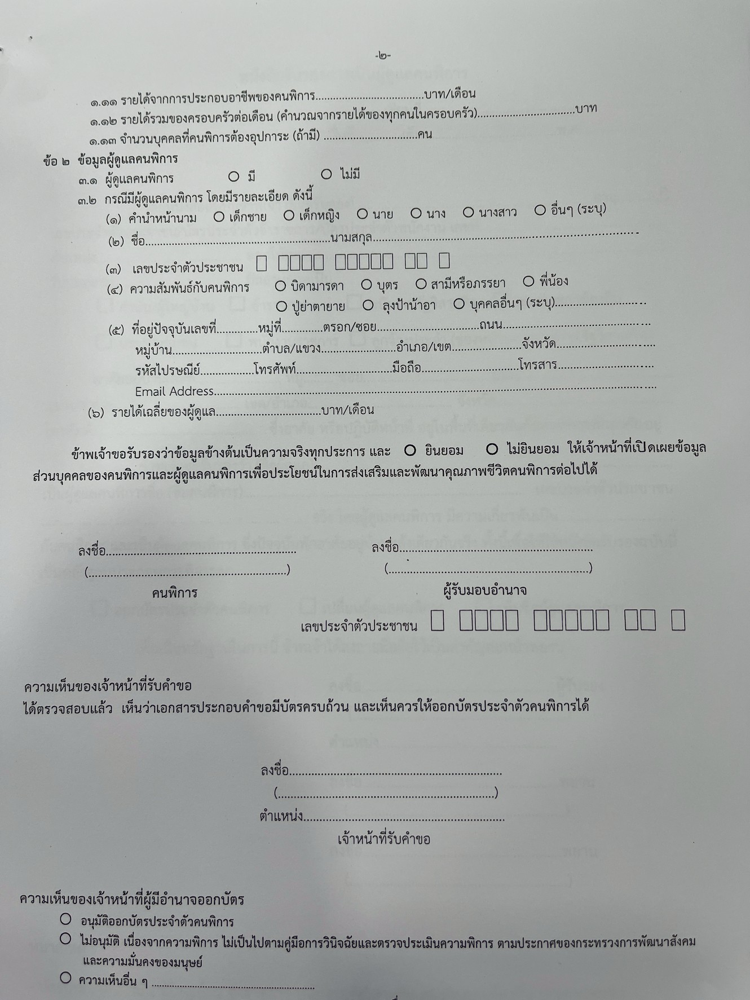 -๒-
๑.๑๑ รายได้จากการประกอบอาชีพของคนพิการ....................................บาท/เดือน
๑.๑๒ รายได้รวมของครอบครัวต่อเดือน (คำนวณจากรายได้ของทุกคนในครอบครัว)................................บาท
๑.๑๓ จำนวนบุคคลที่คนพิการต้องอุปการะ (ถ้ามี) ...............................คน
ข้อ ๒ ข้อมูลผู้ดูแลคนพิการ
๓.๑ ผู้ดูแลคนพิการ ○ มี ○ ไม่มี
๓.๒ กรณีมีผู้ดูแลคนพิการ โดยมีรายละเอียด ดังนี้
(๑) คำนำหน้านาม ○ เด็กชาย ○ เด็กหญิง ○ นาย ○ นาง ○ นางสาว ○ อื่นๆ (ระบุ)
(๒) ชื่อ..............................................................นามสกุล..........................................................................................
(๓) เลขประจำตัวประชาชน □ □□□□ □□□□□ □□ □
(๔) ความสัมพันธ์กับคนพิการ ○ บิดามารดา ○ บุตร ○ สามีหรือภรรยา ○ พี่น้อง
○ ปู่ย่าตายาย ○ ลุงป้าน้าอา ○ บุคคลอื่นๆ (ระบุ)...............................
(๕) ที่อยู่ปัจจุบันเลขที่..............หมู่ที่..............ตรอก/ซอย..................................ถนน.................................................
หมู่บ้าน..............................ตำบล/แขวง.........................อำเภอ/เขต.......................จังหวัด.................................
รหัสไปรษณีย์..................โทรศัพท์................................มือถือ................................โทรสาร................................
Email Address...................................................................................................................................................
(๖) รายได้เฉลี่ยของผู้ดูแล...................................บาท/เดือน
ข้าพเจ้าขอรับรองว่าข้อมูลข้างต้นเป็นความจริงทุกประการ และ ○ ยินยอม ○ ไม่ยินยอม ให้เจ้าหน้าที่เปิดเผยข้อมูล
ส่วนบุคคลของคนพิการและผู้ดูแลคนพิการเพื่อประโยชน์ในการส่งเสริมและพัฒนาคุณภาพชีวิตคนพิการต่อไปได้
ลงชื่อ.............................................................. ลงชื่อ..............................................................
(................................................................) (................................................................)
คนพิการ ผู้รับมอบอำนาจ
เลขประจำตัวประชาชน □ □□□□ □□□□□ □□ □
ความเห็นของเจ้าหน้าที่รับคำขอ
ได้ตรวจสอบแล้ว เห็นว่าเอกสารประกอบคำขอมีบัตรครบถ้วน และเห็นควรให้ออกบัตรประจำตัวคนพิการได้
ลงชื่อ..................................................................
(..................................................................)
ตำแหน่ง..............................................................
เจ้าหน้าที่รับคำขอ
ความเห็นของเจ้าหน้าที่ผู้มีอำนาจออกบัตร
○ อนุมัติออกบัตรประจำตัวคนพิการ
○ ไม่อนุมัติ เนื่องจากความพิการ ไม่เป็นไปตามคู่มือการวินิจฉัยและตรวจประเมินความพิการ ตามประกาศของกระทรวงการพัฒนาสังคม
และความมั่นคงของมนุษย์
○ ความเห็นอื่น ๆ ...........................................................